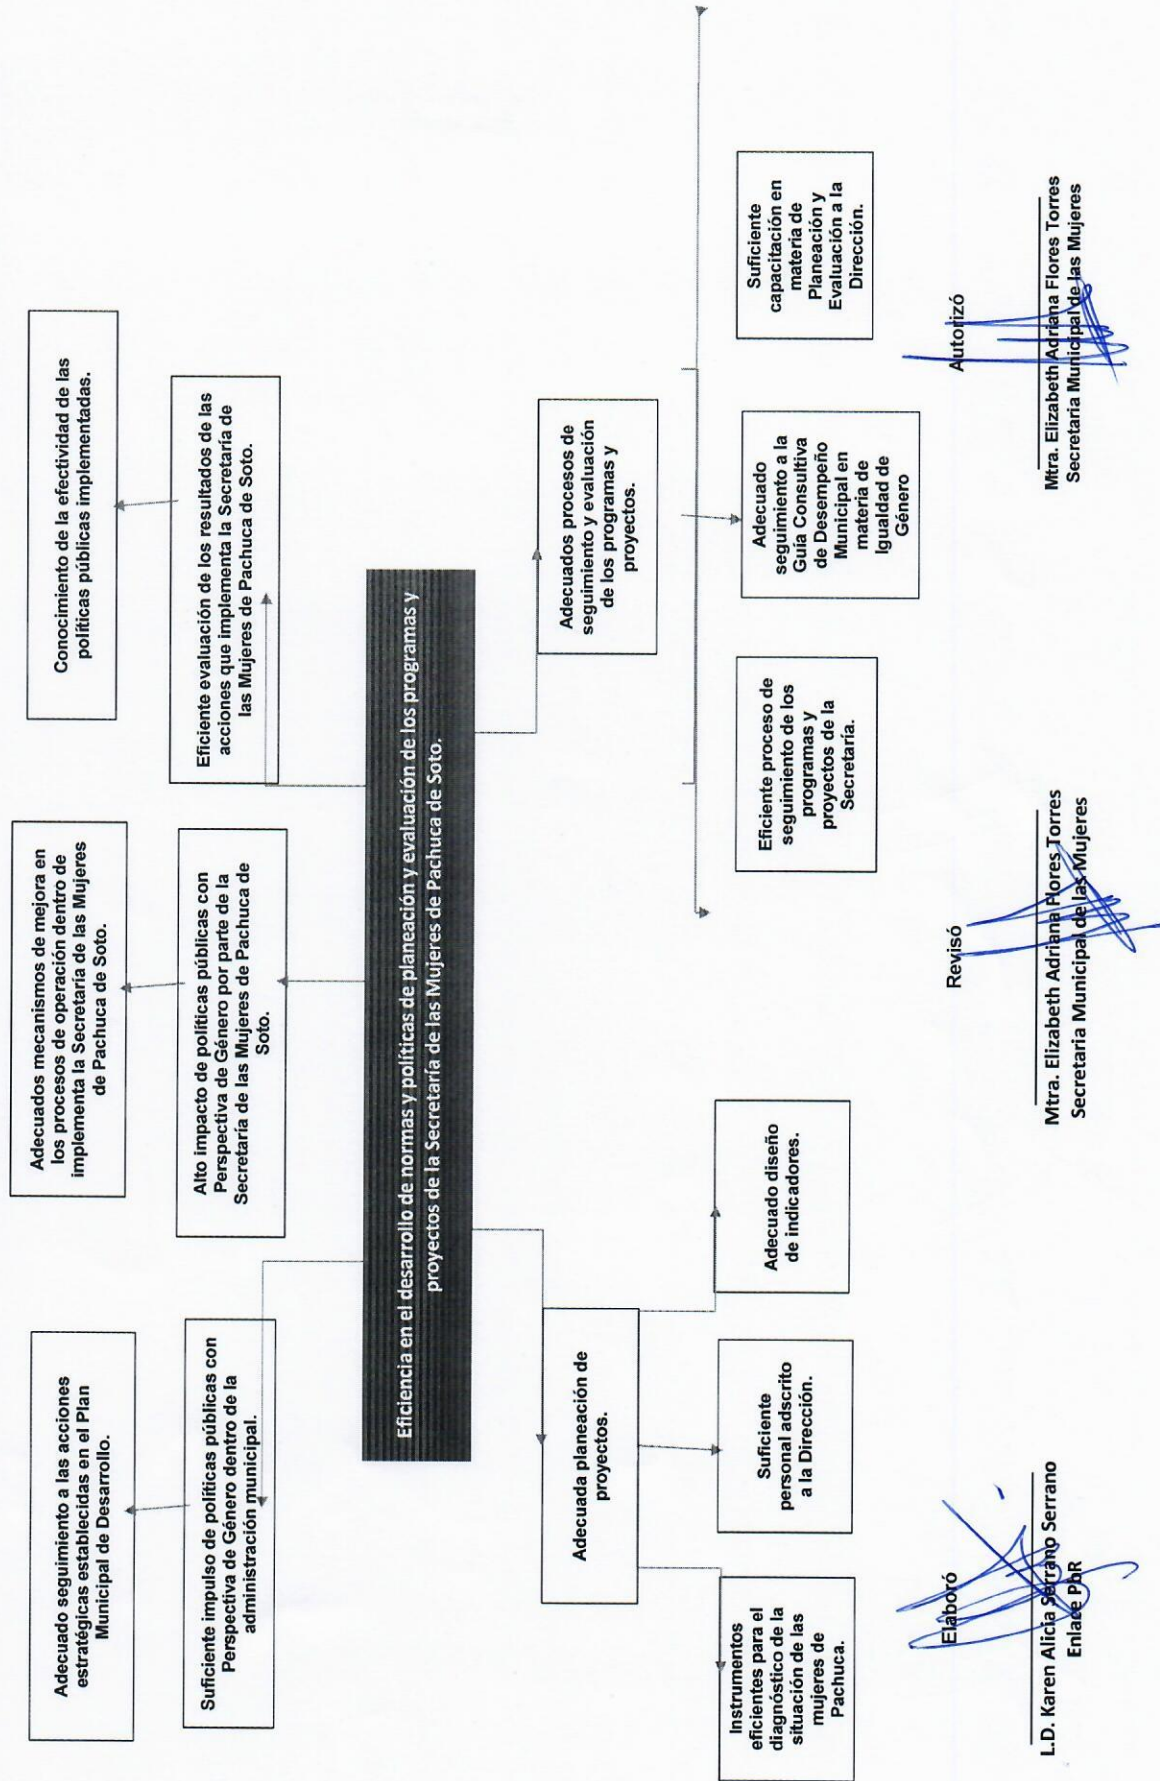 Adecuado seguimiento a las acciones
estratégicas establecidas en el Plan
Municipal de Desarrollo.
Adecuados mecanismos de mejora en
los procesos de operación dentro de
implementa la Secretaría de las Mujeres
de Pachuca de Soto.
Conocimiento de la efectividad de las
políticas públicas implementadas.
Suficiente impulso de políticas públicas con
Perspectiva de Género dentro de la
administración municipal.
Alto impacto de políticas públicas con
Perspectiva de Género por parte de la
Secretaría de las Mujeres de Pachuca de
Soto.
Eficiente evaluación de los resultados de las
acciones que implementa la Secretaría de
las Mujeres de Pachuca de Soto.
Eficiencia en el desarrollo de normas y políticas de planeación y evaluación de los programas y
proyectos de la Secretaría de las Mujeres de Pachuca de Soto.
Adecuada planeación de
proyectos.
Adecuados procesos de
seguimiento y evaluación
de los programas y
proyectos.
Instrumentos
eficientes para el
diagnóstico de la
situación de las
mujeres de
Pachuca.
Suficiente
personal adscrito
a la Dirección.
Adecuado diseño
de indicadores.
Eficiente proceso de
seguimiento de los
programas y
proyectos de la
Secretaría.
Adecuado
seguimiento a la
Guía Consultiva
de Desempeño
Municipal en
materia de
Igualdad de
Género
Suficiente
capacitación en
materia de
Planeación y
Evaluación a la
Dirección.
Elaboró
L.D. Karen Alicia Serrano Serrano
Enlace PbR
Revisó
Mtra. Elizabeth Adriana Flores Torres
Secretaria Municipal de las Mujeres
Autorizó
Mtra. Elizabeth Adriana Flores Torres
Secretaria Municipal de las Mujeres